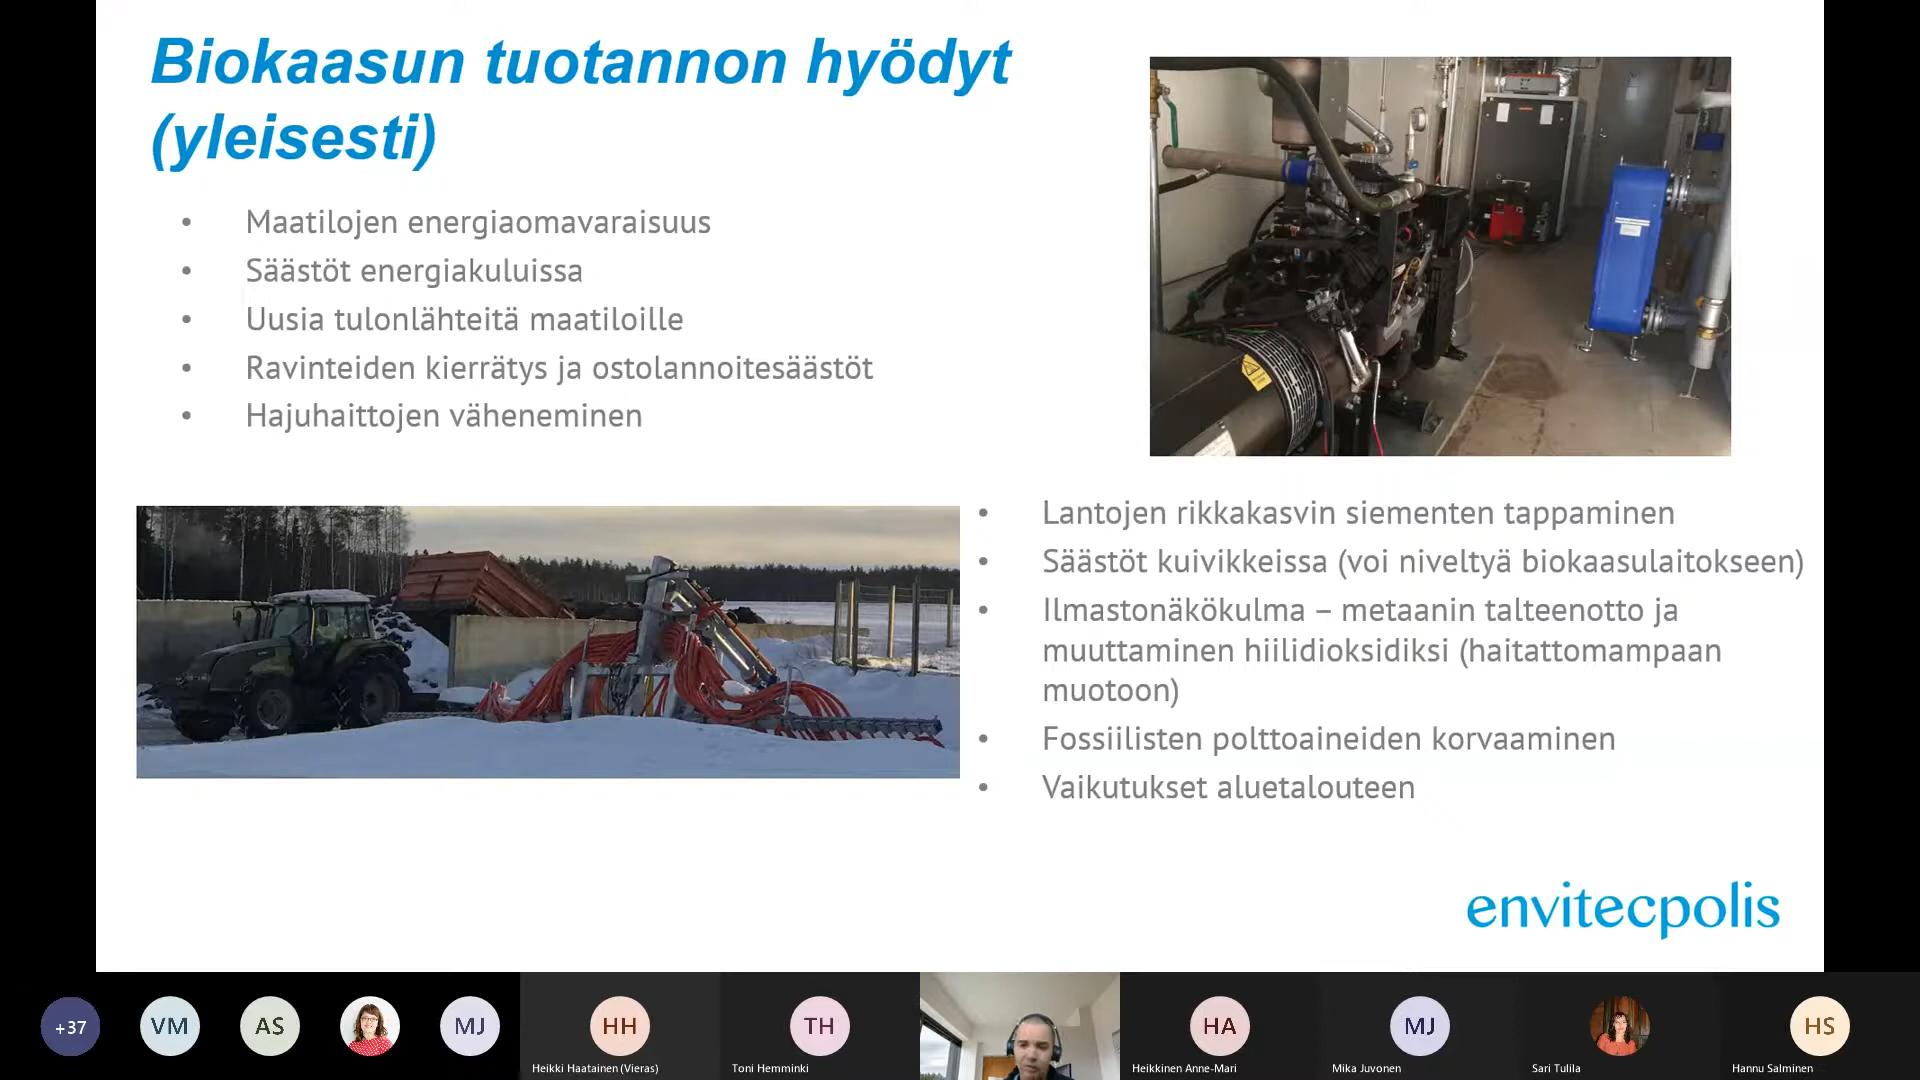 Biokaasun tuotannon hyödyt
(yleisesti)
• Maatilojen energiaomavaraisuus
• Säästöt energiakuluissa
• Uusia tulonlähteitä maatiloille
• Ravinteiden kierrätys ja ostolannoitesäästöt
• Hajuhaittojen väheneminen
• Lantojen rikkakasvin siementen tappaminen
• Säästöt kuivikkeissa (voi niveltyä biokaasulaitokseen)
• Ilmastonäkökulma – metaanin talteenotto ja
muuttaminen hiilidioksidiksi (haitattomampaan
muotoon)
• Fossiilisten polttoaineiden korvaaminen
• Vaikutukset aluetalouteen
envitecpolis
+37
VM
AS
MJ
HH
Heikki Haatainen (Vieras)
TH
Toni Hemminki
HA
Heikkinen Anne-Mari
MJ
Mika Juvonen
Sari Tulila
HS
Hannu Salminen